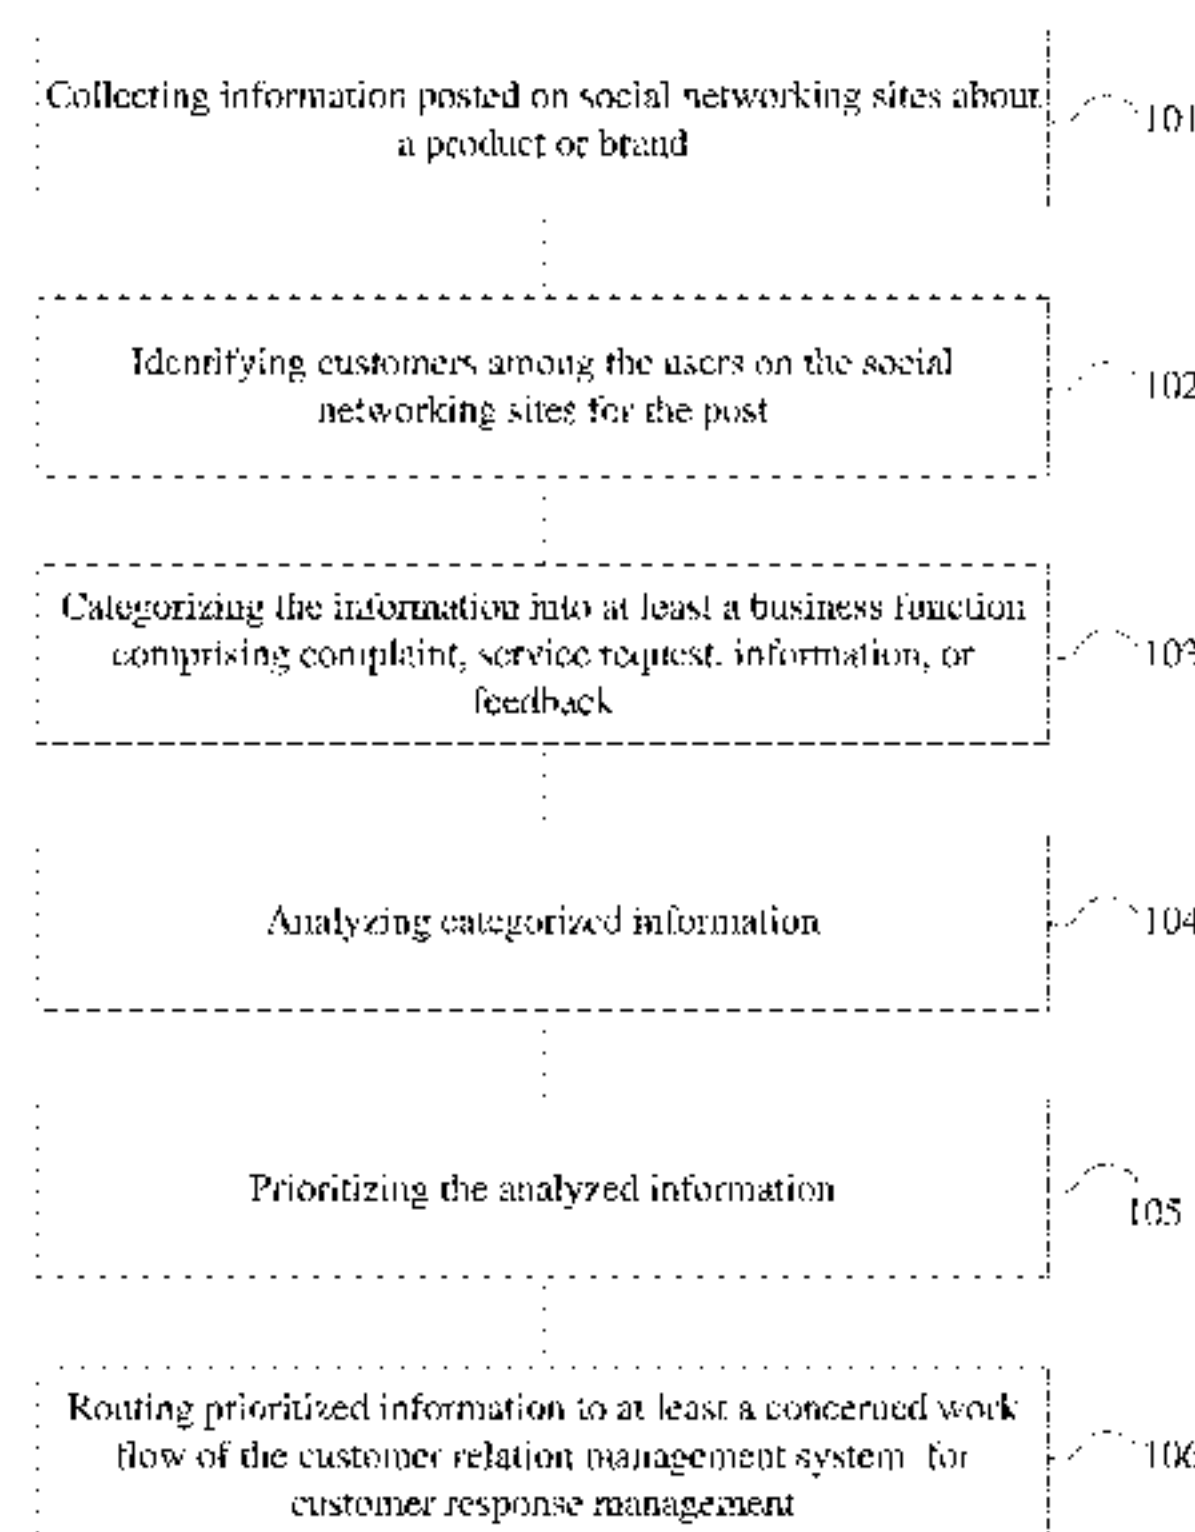 Collecting information posted on social networking sites about
a product or brand
101
Identifying customers among the users on the social
networking sites for the post
102
Categorizing the information into at least a business function
comprising complaint, service request, information, or
feedback
103
Analyzing categorized information
104
Prioritizing the analyzed information
105
Routing prioritized information to at least a concerned work
flow of the customer relation management system for
customer response management
106